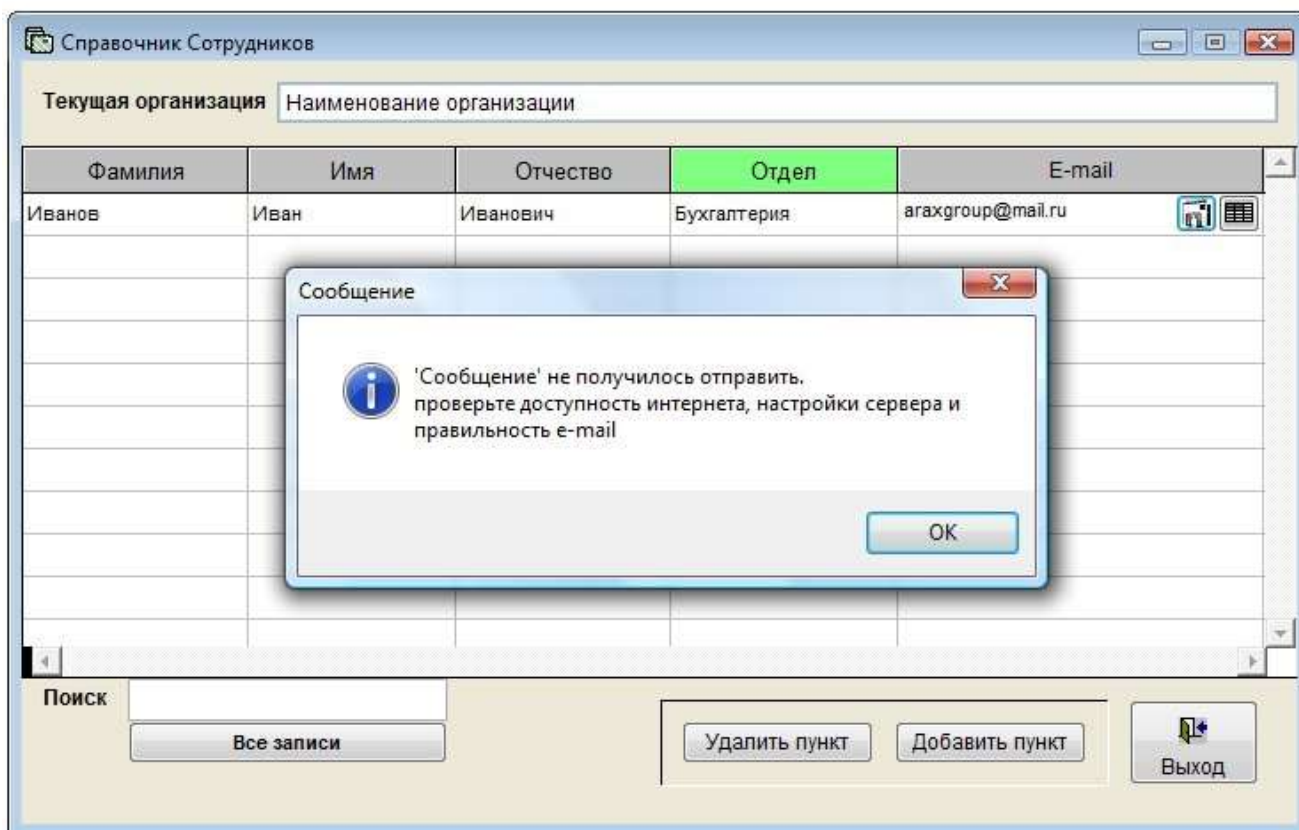 Справочник Сотрудников
Текущая организация Наименование организации
Фамилия Имя Отчество Отдел E-mail
Иванов Иван Иванович Бухгалтерия araxgroup@mail.ru
Сообщение
'Сообщение' не получилось отправить.
проверьте доступность интернета, настройки сервера и
правильность e-mail
OK
Поиск
Все записи
Удалить пункт Добавить пункт
Выход